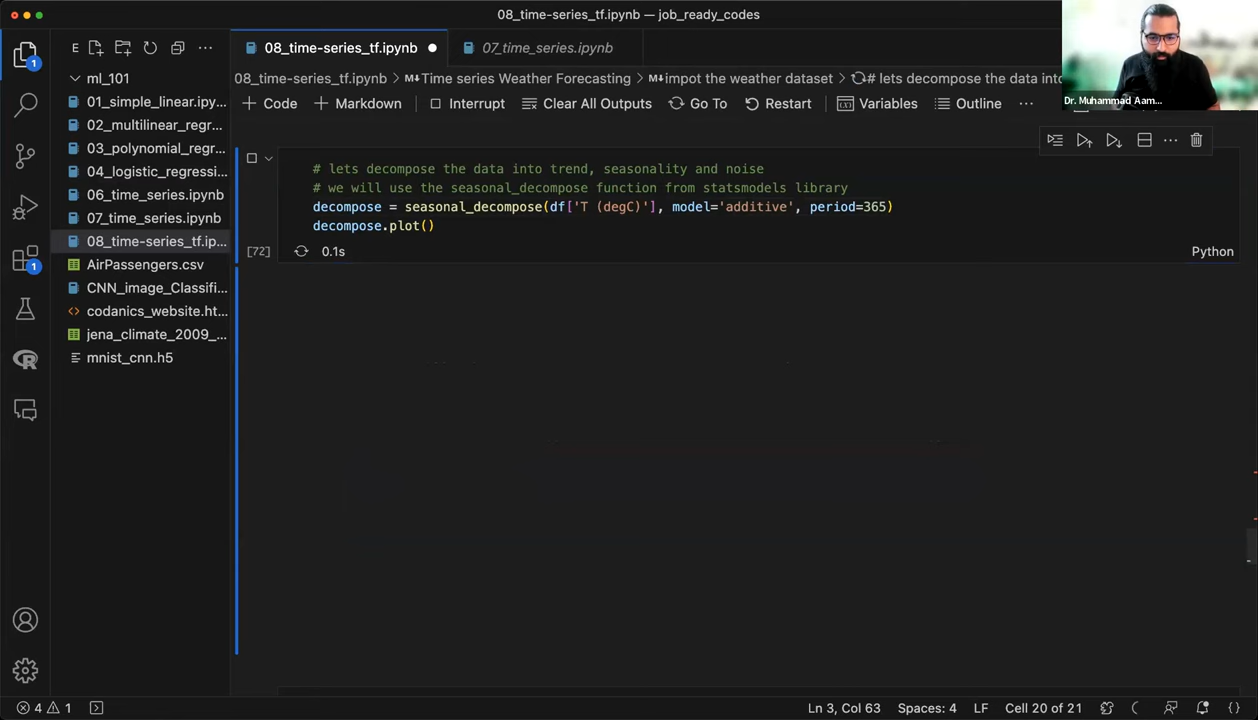 08_time-series_tf.ipynb — job_ready_codes
E
08_time-series_tf.ipynb
07_time_series.ipynb
ml_101
01_simple_linear.ipy...
02_multilinear_regr...
03_polynomial_regr...
04_logistic_regressi...
06_time_series.ipynb
07_time_series.ipynb
08_time-series_tf.ip...
AirPassengers.csv
CNN_image_Classifi...
codanics_website.ht...
jena_climate_2009_...
mnist_cnn.h5
08_time-series_tf.ipynb > Time series Weather Forecasting > impot the weather dataset > # lets decompose the data into
+ Code + Markdown Interrupt Clear All Outputs Go To Restart Variables Outline ...
# lets decompose the data into trend, seasonality and noise
# we will use the seasonal_decompose function from statsmodels library
decompose = seasonal_decompose(df['T (degC)'], model='additive', period=365)
decompose.plot()
[72] 0.1s Python
Dr. Muhammad Aam...
1
1
4 1
Ln 3, Col 63 Spaces: 4 LF Cell 20 of 21